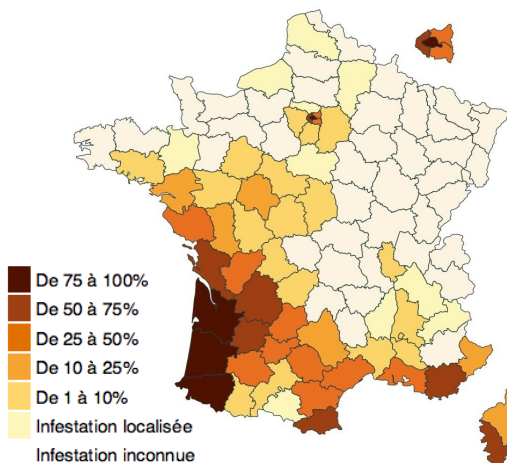 De 75 à 100%
De 50 à 75%
De 25 à 50%
De 10 à 25%
De 1 à 10%
Infestation localisée
Infestation inconnue